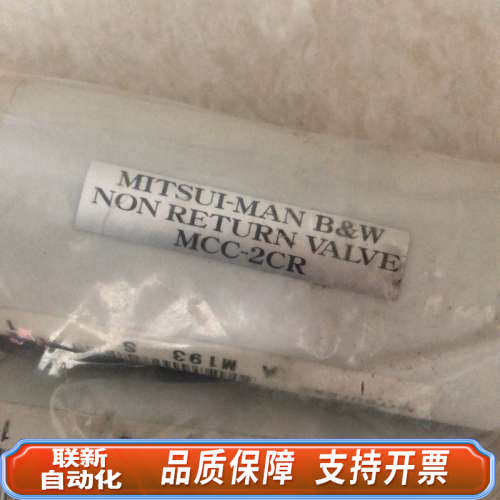 MITSUI-MAN B&W
NON RETURN VALVE
MCC-2CR
A M193 S
联新
自动化
品质保障 支持开票